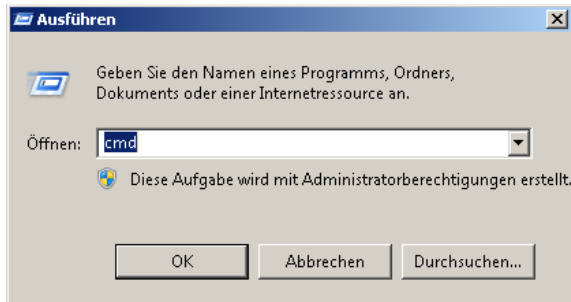 Ausführen
Geben Sie den Namen eines Programms, Ordners,
Dokuments oder einer Internetressource an.
Öffnen: cmd
Diese Aufgabe wird mit Administratorberechtigungen erstellt.
OK Abbrechen Durchsuchen...